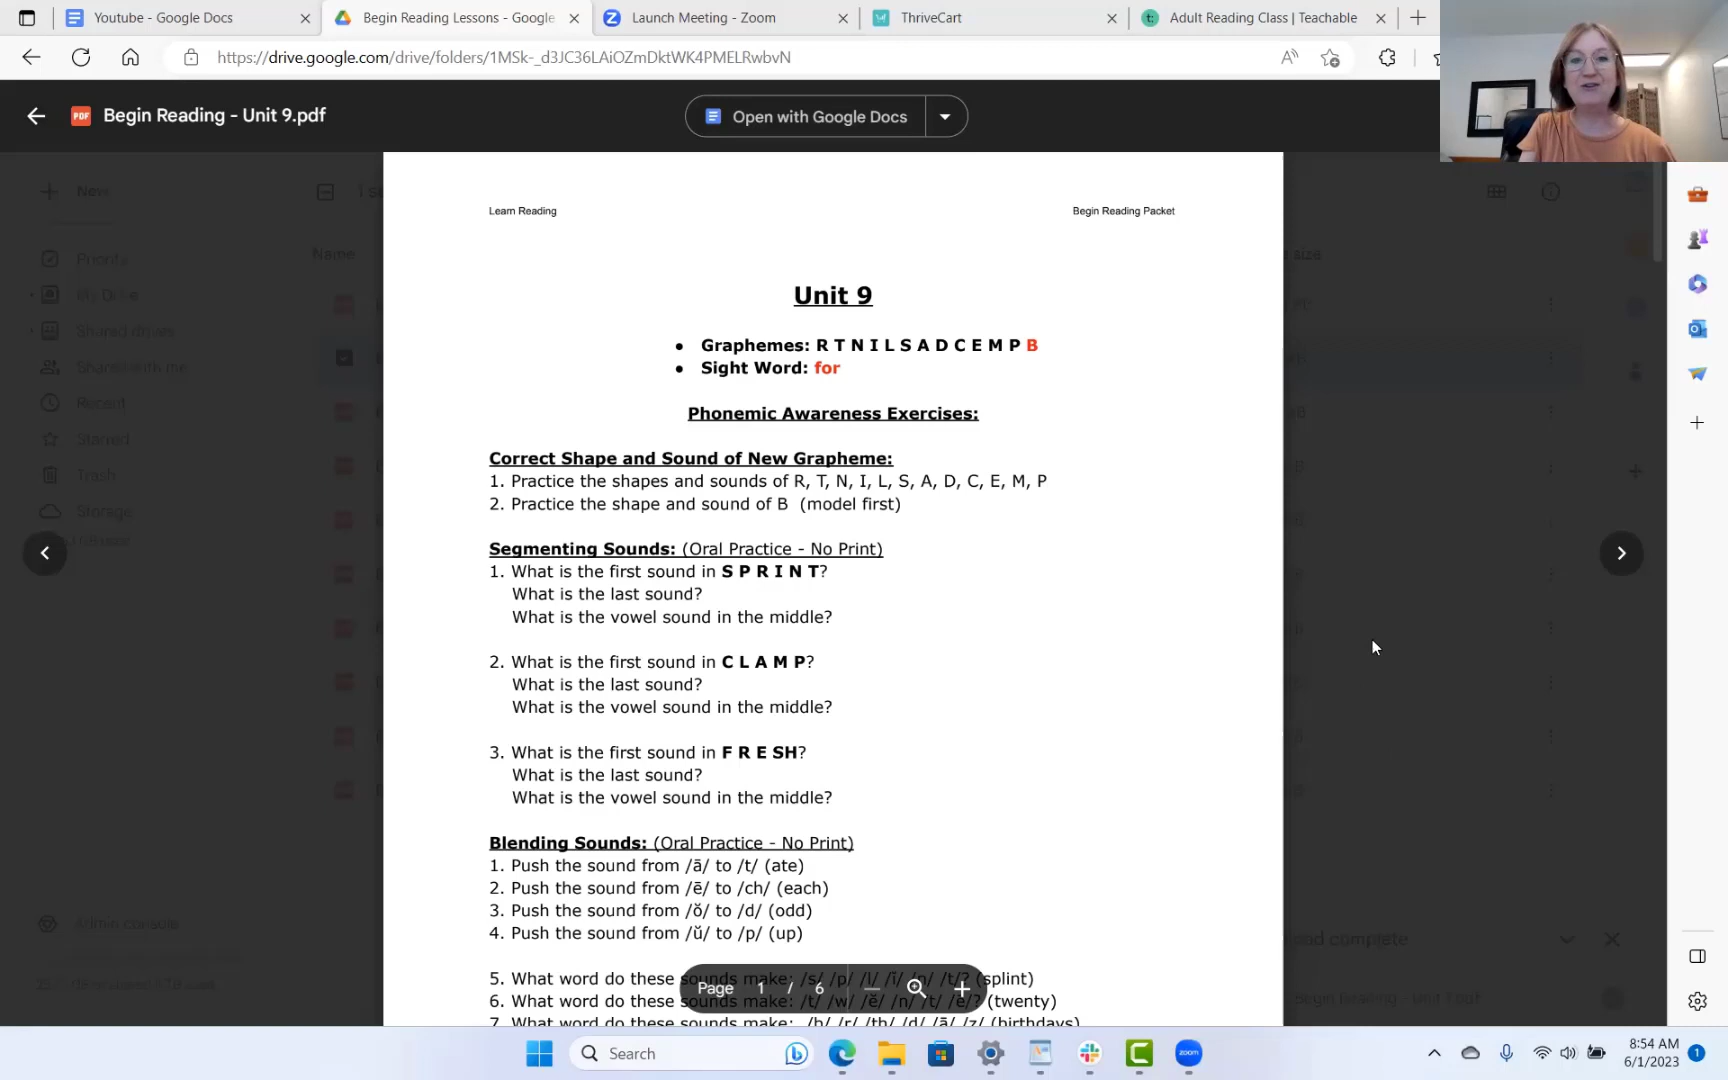 Youtube - Google Docs
Begin Reading Lessons - Google
Launch Meeting - Zoom
ThriveCart
Adult Reading Class | Teachable
https://drive.google.com/drive/folders/1MSk-_d3JC36LAiOZmDktWK4PMELRwbvN
PDF Begin Reading - Unit 9.pdf
Open with Google Docs
New
Name
Priority
My Drive
Shared drives
Shared with me
Recent
Starred
Trash
Storage
Admin console
size
Learn Reading
Begin Reading Packet
Unit 9
• Graphemes: R T N I L S A D C E M P B
• Sight Word: for
Phonemic Awareness Exercises:
Correct Shape and Sound of New Grapheme:
1. Practice the shapes and sounds of R, T, N, I, L, S, A, D, C, E, M, P
2. Practice the shape and sound of B (model first)
Segmenting Sounds: (Oral Practice - No Print)
1. What is the first sound in S P R I N T?
What is the last sound?
What is the vowel sound in the middle?
2. What is the first sound in C L A M P?
What is the last sound?
What is the vowel sound in the middle?
3. What is the first sound in F R E SH?
What is the last sound?
What is the vowel sound in the middle?
Blending Sounds: (Oral Practice - No Print)
1. Push the sound from /ā/ to /t/ (ate)
2. Push the sound from /ē/ to /ch/ (each)
3. Push the sound from /ŏ/ to /d/ (odd)
4. Push the sound from /ŭ/ to /p/ (up)
5. What word do these sounds make: /s/ /p/ /l/ /ĭ/ /n/ /t/? (splint)
6. What word do these sounds make: /t/ /w/ /ĕ/ /n/ /t/ /ē/? (twenty)
7. What word do these sounds make: /b/ /r/ /th/ /d/ /ā/ /z/ (birthdays)
Page 1 / 6
complete
Search
zoom
8:54 AM
6/1/2023
1